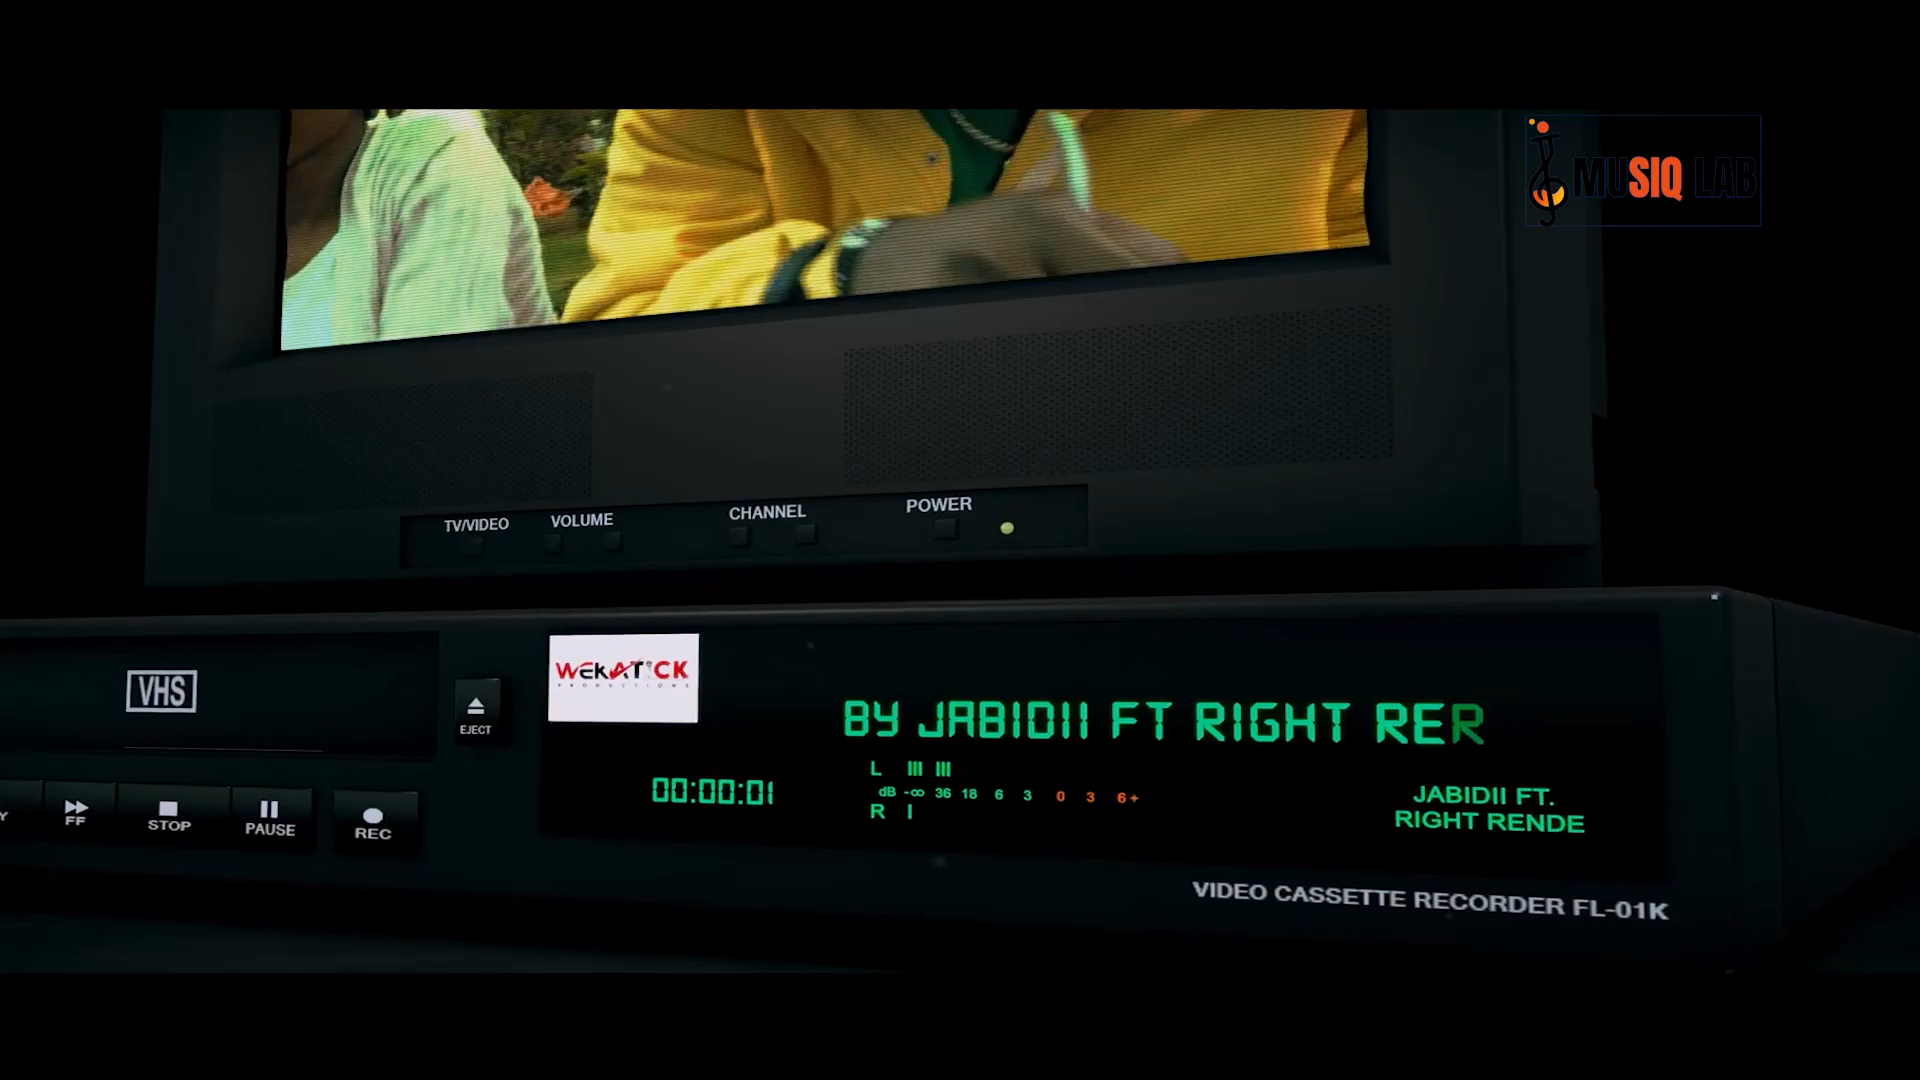 MUSIQ LAB
TV/VIDEO VOLUME CHANNEL POWER
VHS
EJECT
WEKATICK
PRODUCTIONS
BY JABIDII FT RIGHT RER
L
dB -∞ 36 18 6 3 0 3 6+
R
00:00:01
JABIDII FT.
RIGHT RENDE
Y
FF
STOP
PAUSE
REC
VIDEO CASSETTE RECORDER FL-01K